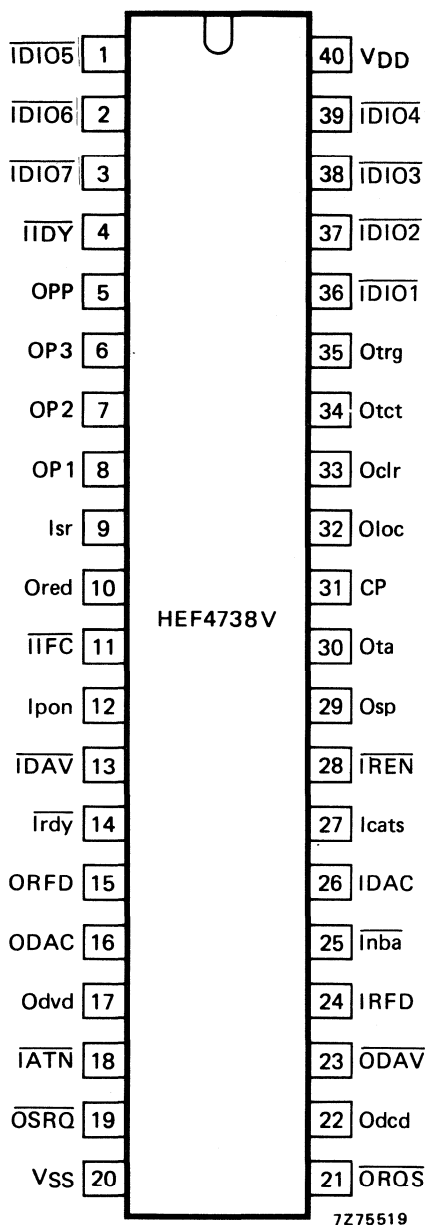 IDIO5 1 40 VDD
IDIO6 2 39 IDIO4
IDIO7 3 38 IDIO3
IIDY 4 37 IDIO2
OPP 5 36 IDIO1
OP3 6 35 Otrg
OP2 7 34 Otct
OP1 8 33 Oclr
Isr 9 32 Oloc
Ored 10 31 CP
HEF4738V
IIFC 11 30 Ota
Ipon 12 29 Osp
IDAV 13 28 IREN
Irdy 14 27 Icats
ORFD 15 26 IDAC
ODAC 16 25 Inba
Odvd 17 24 IRFD
IATN 18 23 ODAV
OSRQ 19 22 Odcd
VSS 20 21 ORQS
7Z75519